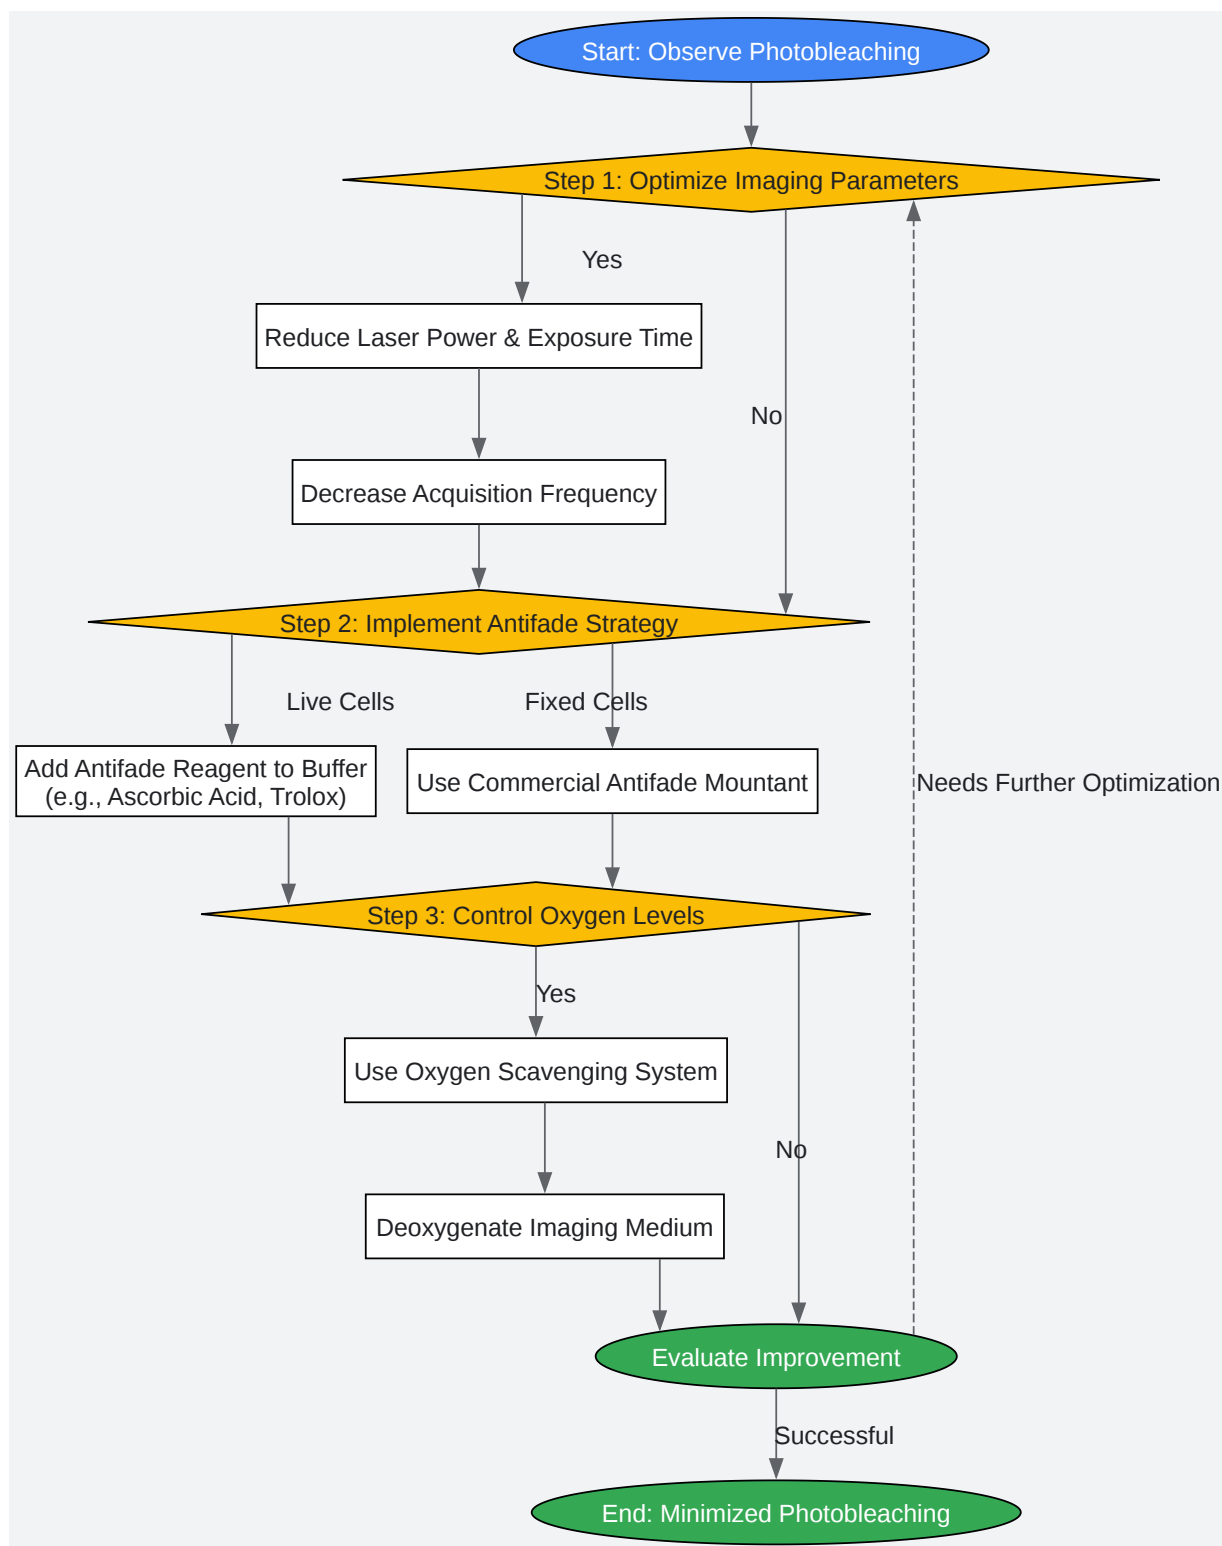 Start: Observe Photobleaching
Step 1: Optimize Imaging Parameters
Yes
Reduce Laser Power & Exposure Time
No
Decrease Acquisition Frequency
Step 2: Implement Antifade Strategy
Live Cells
Fixed Cells
Add Antifade Reagent to Buffer
(e.g., Ascorbic Acid, Trolox)
Use Commercial Antifade Mountant
Needs Further Optimization
Step 3: Control Oxygen Levels
Yes
Use Oxygen Scavenging System
No
Deoxygenate Imaging Medium
Evaluate Improvement
Successful
End: Minimized Photobleaching